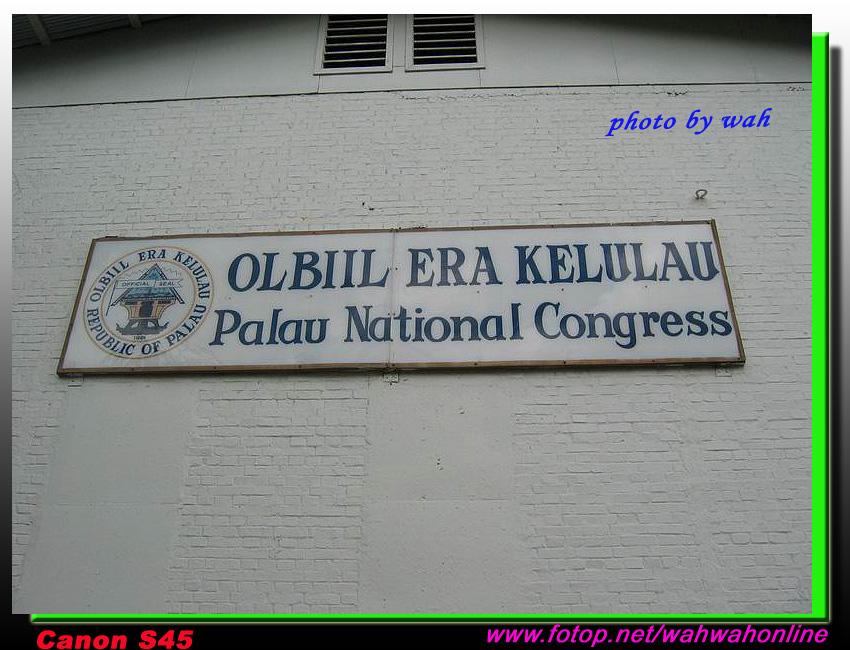 photo by wah
OLBIIL ERA KELULAU
Palau National Congress
OLBIIL ERA KELULAU
OFFICIAL SEAL
1981
REPUBLIC OF PALAU
Canon S45
www.fotop.net/wahwahonline